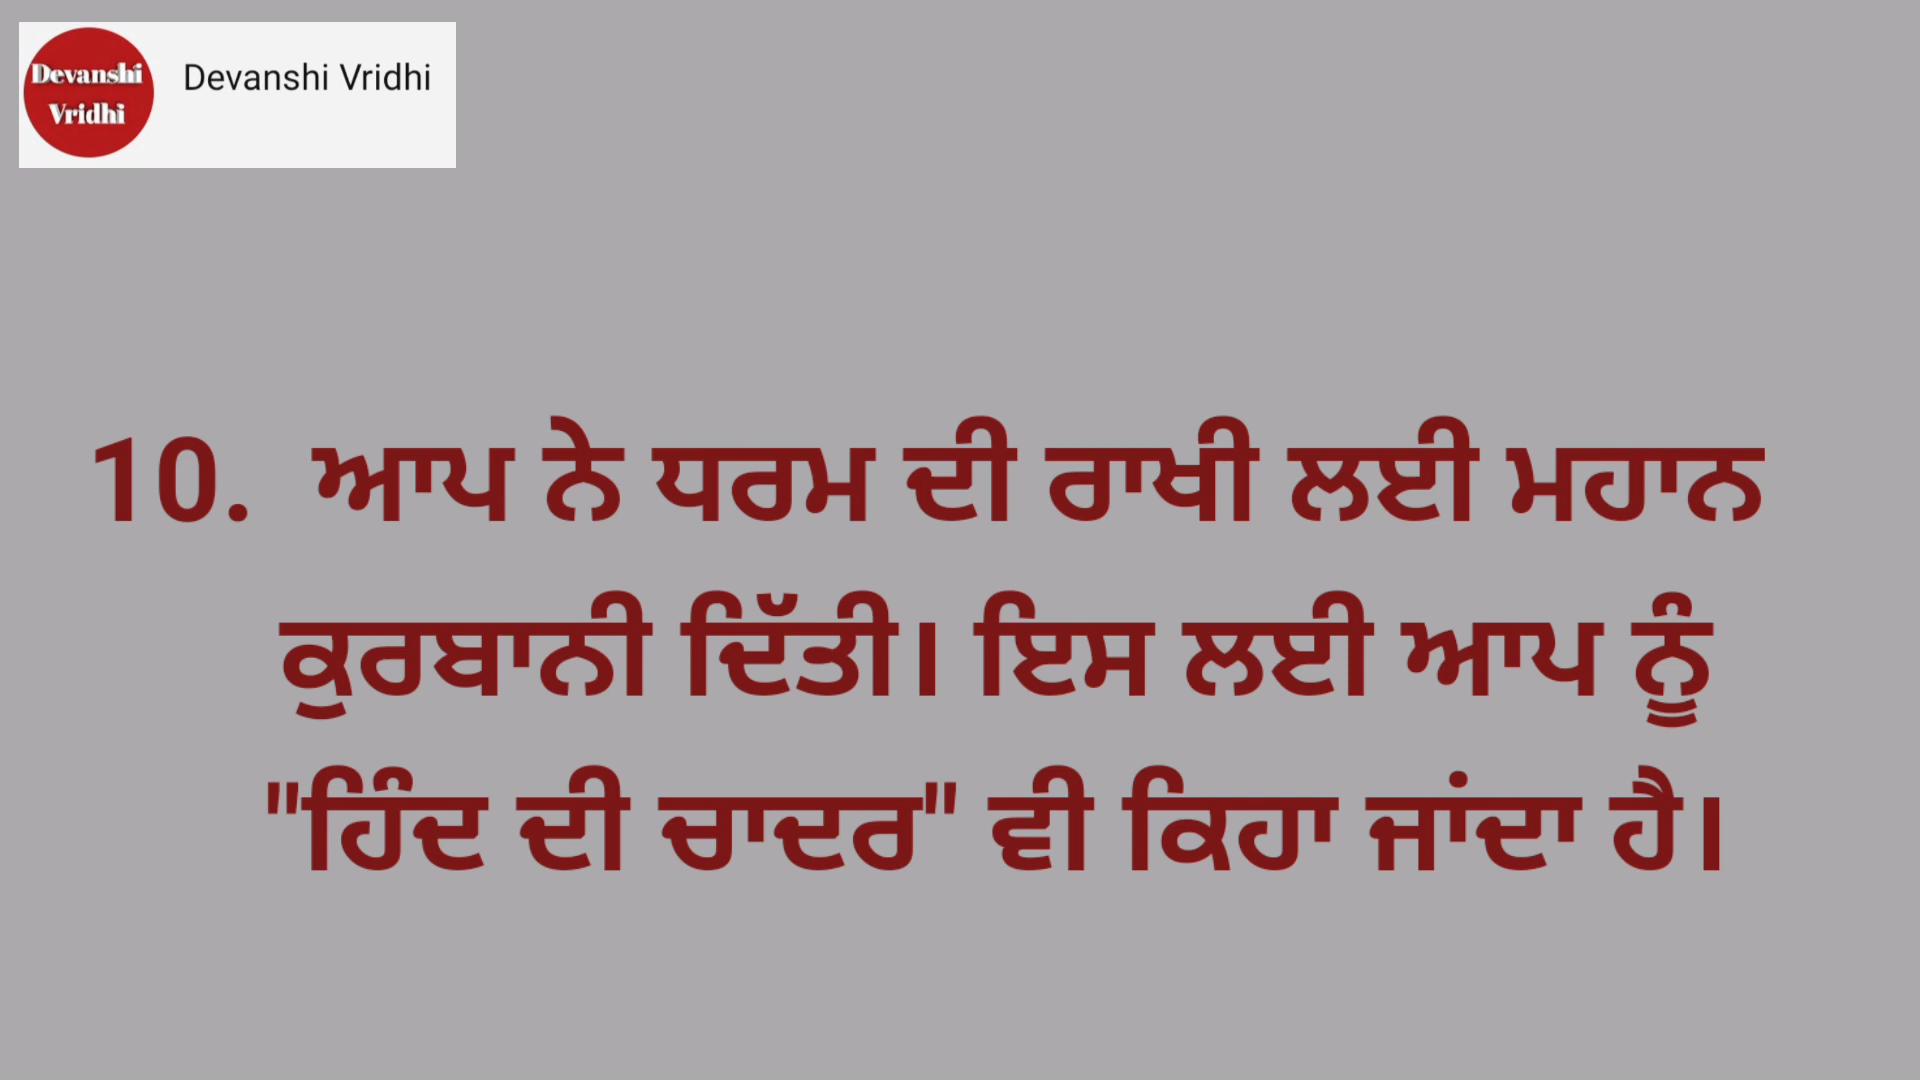 Devanshi
Vridhi
Devanshi Vridhi
10. ਆਪ ਨੇ ਧਰਮ ਦੀ ਰਾਖੀ ਲਈ ਮਹਾਨ
ਕੁਰਬਾਨੀ ਦਿੱਤੀ। ਇਸ ਲਈ ਆਪ ਨੂੰ
"ਹਿੰਦ ਦੀ ਚਾਦਰ" ਵੀ ਕਿਹਾ ਜਾਂਦਾ ਹੈ।